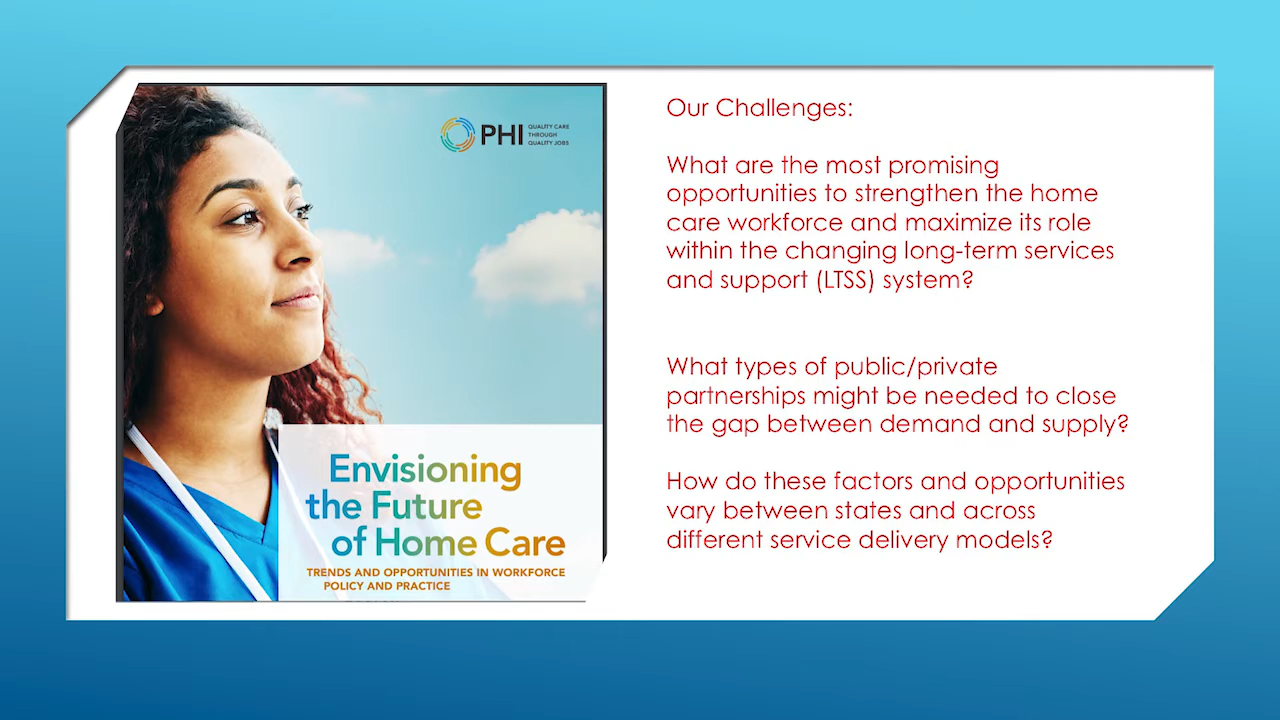 PHI
QUALITY CARE
THROUGH
QUALITY JOBS
Envisioning
the Future
of Home Care
TRENDS AND OPPORTUNITIES IN WORKFORCE
POLICY AND PRACTICE
Our Challenges:
What are the most promising
opportunities to strengthen the home
care workforce and maximize its role
within the changing long-term services
and support (LTSS) system?
What types of public/private
partnerships might be needed to close
the gap between demand and supply?
How do these factors and opportunities
vary between states and across
different service delivery models?